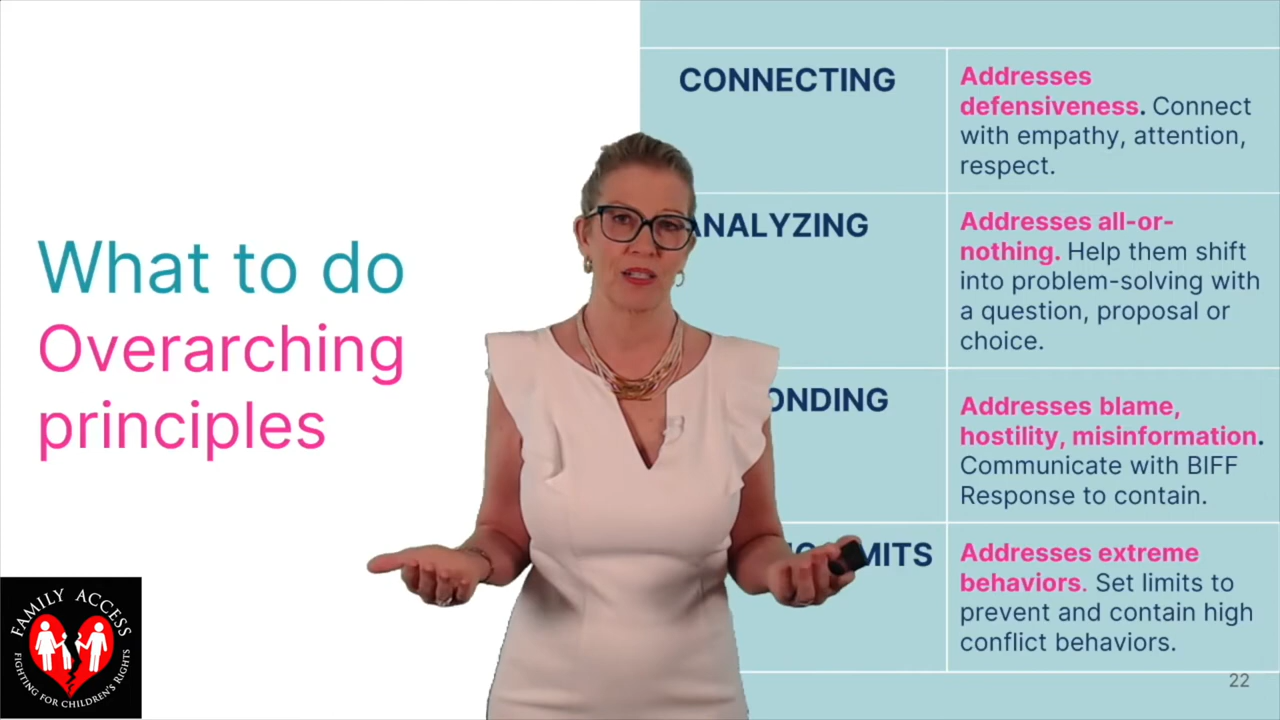 What to do
Overarching
principles
CONNECTING
Addresses
defensiveness. Connect
with empathy, attention,
respect.
ANALYZING
Addresses all-or-
nothing. Help them shift
into problem-solving with
a question, proposal or
choice.
ONDING
Addresses blame,
hostility, misinformation.
Communicate with BIFF
Response to contain.
MITS
Addresses extreme
behaviors. Set limits to
prevent and contain high
conflict behaviors.
22
FAMILY ACCESS
FIGHTING FOR CHILDREN'S RIGHTS